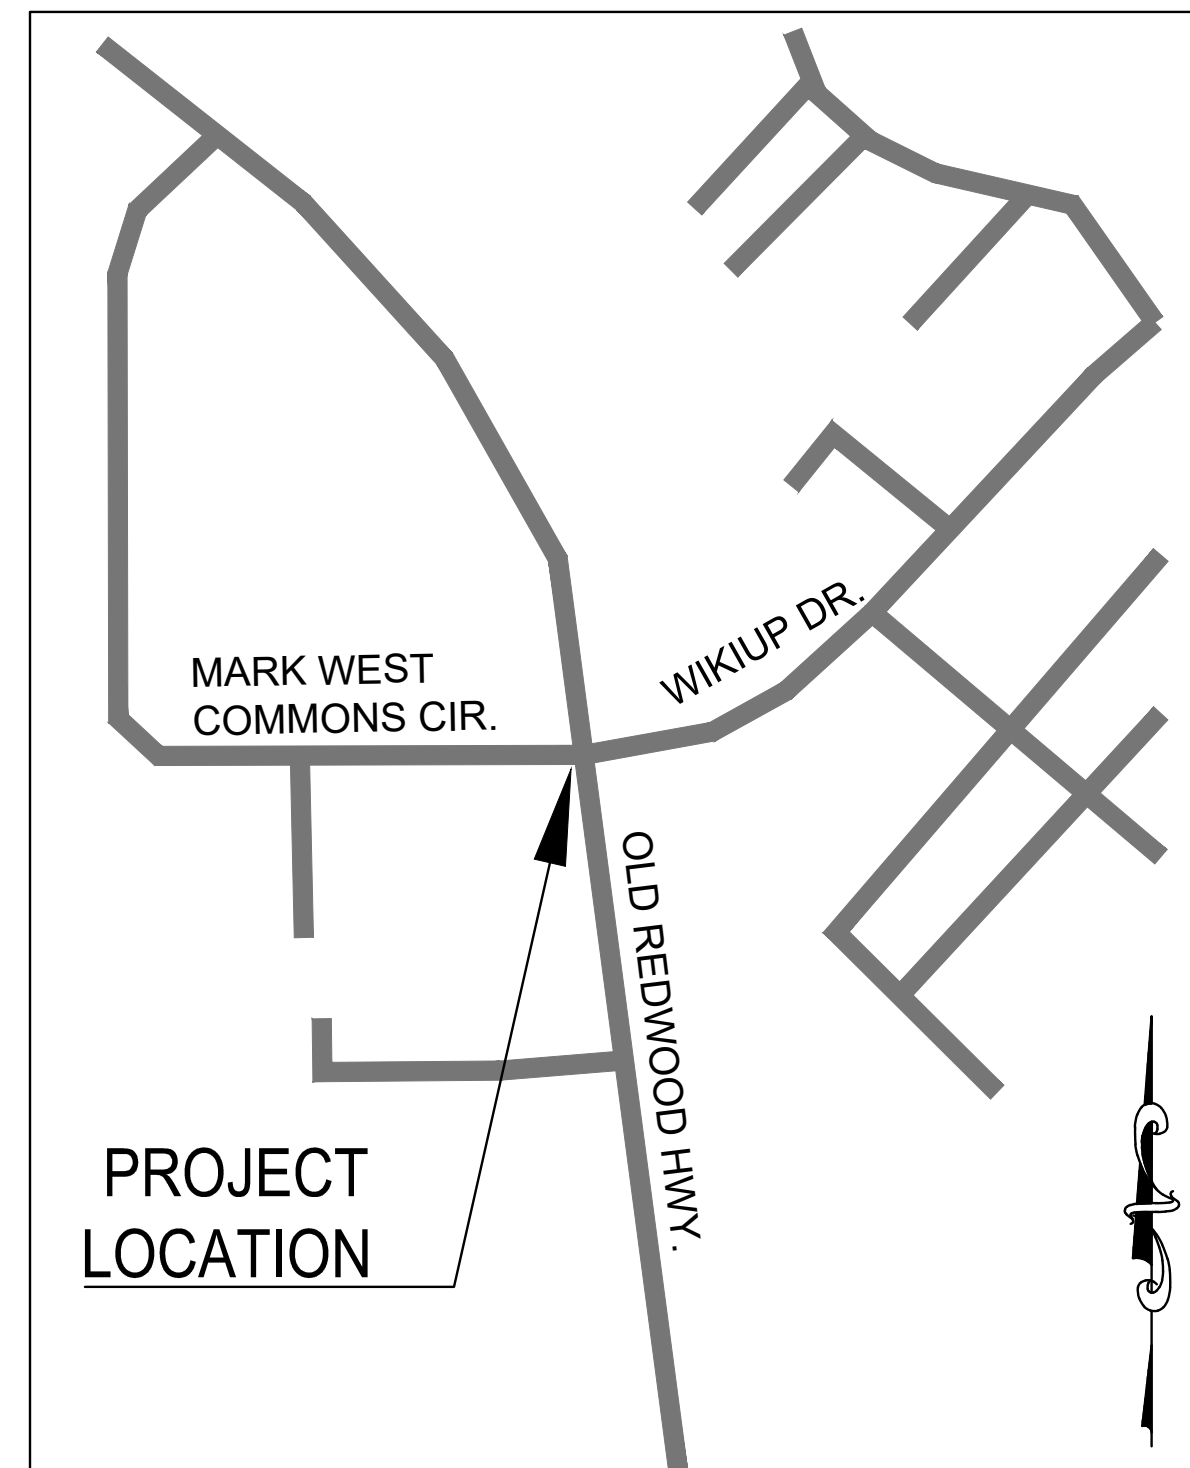 MARK WEST
COMMONS CIR.
WIKIUP DR.
OLD REDWOOD HWY.
PROJECT
LOCATION